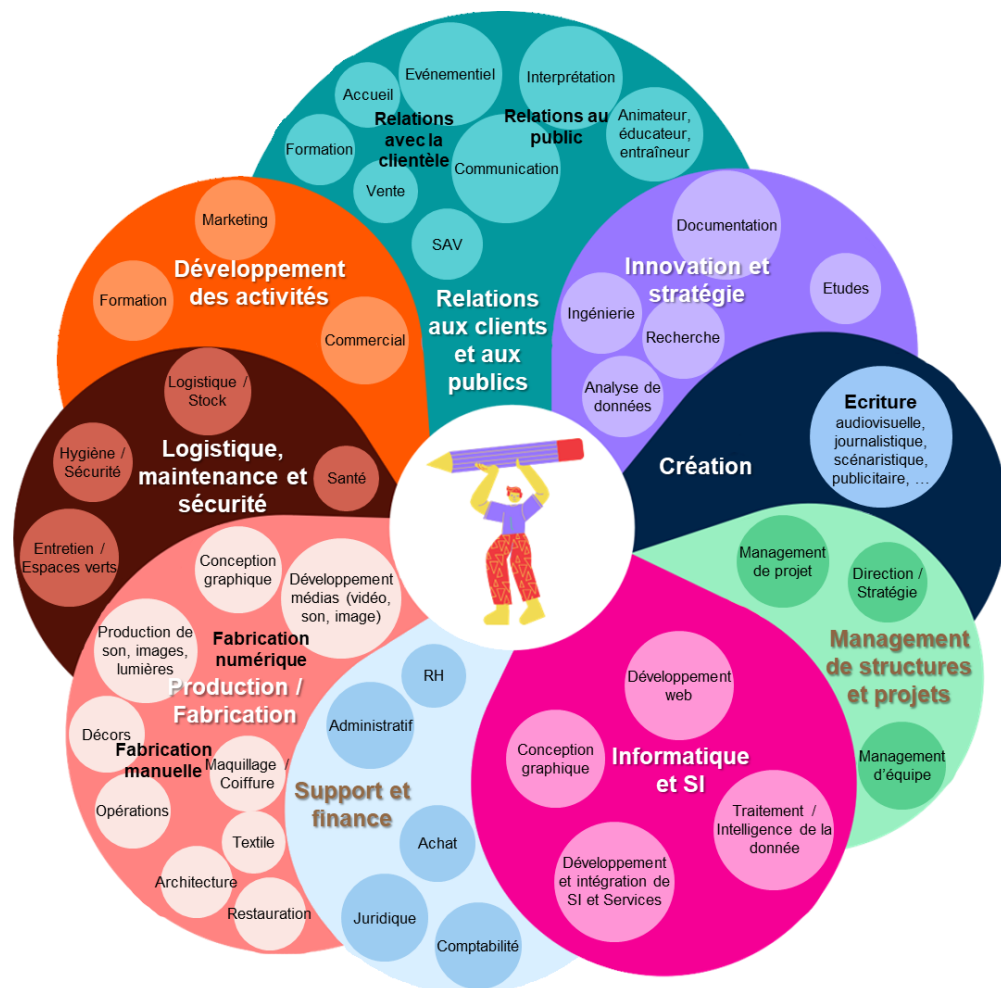 Evénementiel
Interprétation
Accueil
Relations avec la clientèle
Relations au public
Animateur,
éducateur,
entraîneur
Formation
Communication
Vente
SAV
Relations
aux clients
et aux
publics
Marketing
Développement
des activités
Formation
Commercial
Documentation
Innovation et
stratégie
Etudes
Ingénierie
Recherche
Analyse de
données
Ecriture
audiovisuelle,
journalistique,
scénaristique,
publicitaire, …
Création
Logistique /
Stock
Hygiène /
Sécurité
Logistique,
maintenance et
sécurité
Santé
Entretien /
Espaces verts
Conception
graphique
Développement
médias (vidéo,
son, image)
Production de
son, images,
lumières
Fabrication
numérique
Production /
Fabrication
Décors
Fabrication
manuelle
Maquillage /
Coiffure
Opérations
Textile
Architecture
Restauration
RH
Administratif
Support et
finance
Achat
Juridique
Comptabilité
Développement
web
Conception
graphique
Informatique
et SI
Traitement /
Intelligence de la
donnée
Développement
et intégration de
SI et Services
Management
de projet
Direction /
Stratégie
Management
de structures
et projets
Management
d'équipe